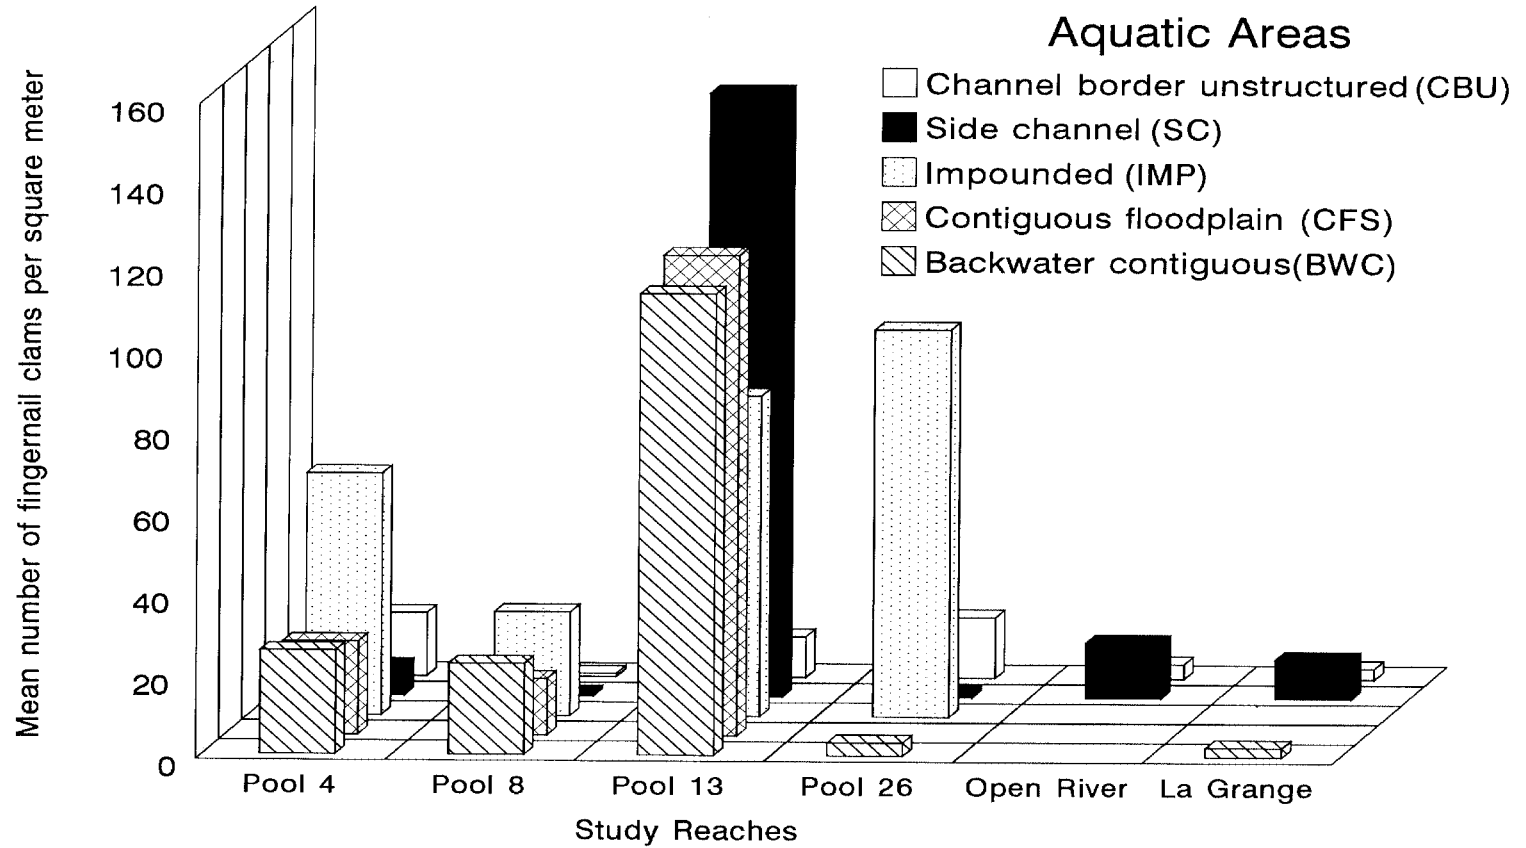 Aquatic Areas
Channel border unstructured (CBU)
Side channel (SC)
Impounded (IMP)
Contiguous floodplain (CFS)
Backwater contiguous(BWC)
Mean number of fingernail clams per square meter
160
140
120
100
80
60
40
20
0
Pool 4 Pool 8 Pool 13 Pool 26 Open River La Grange
Study Reaches